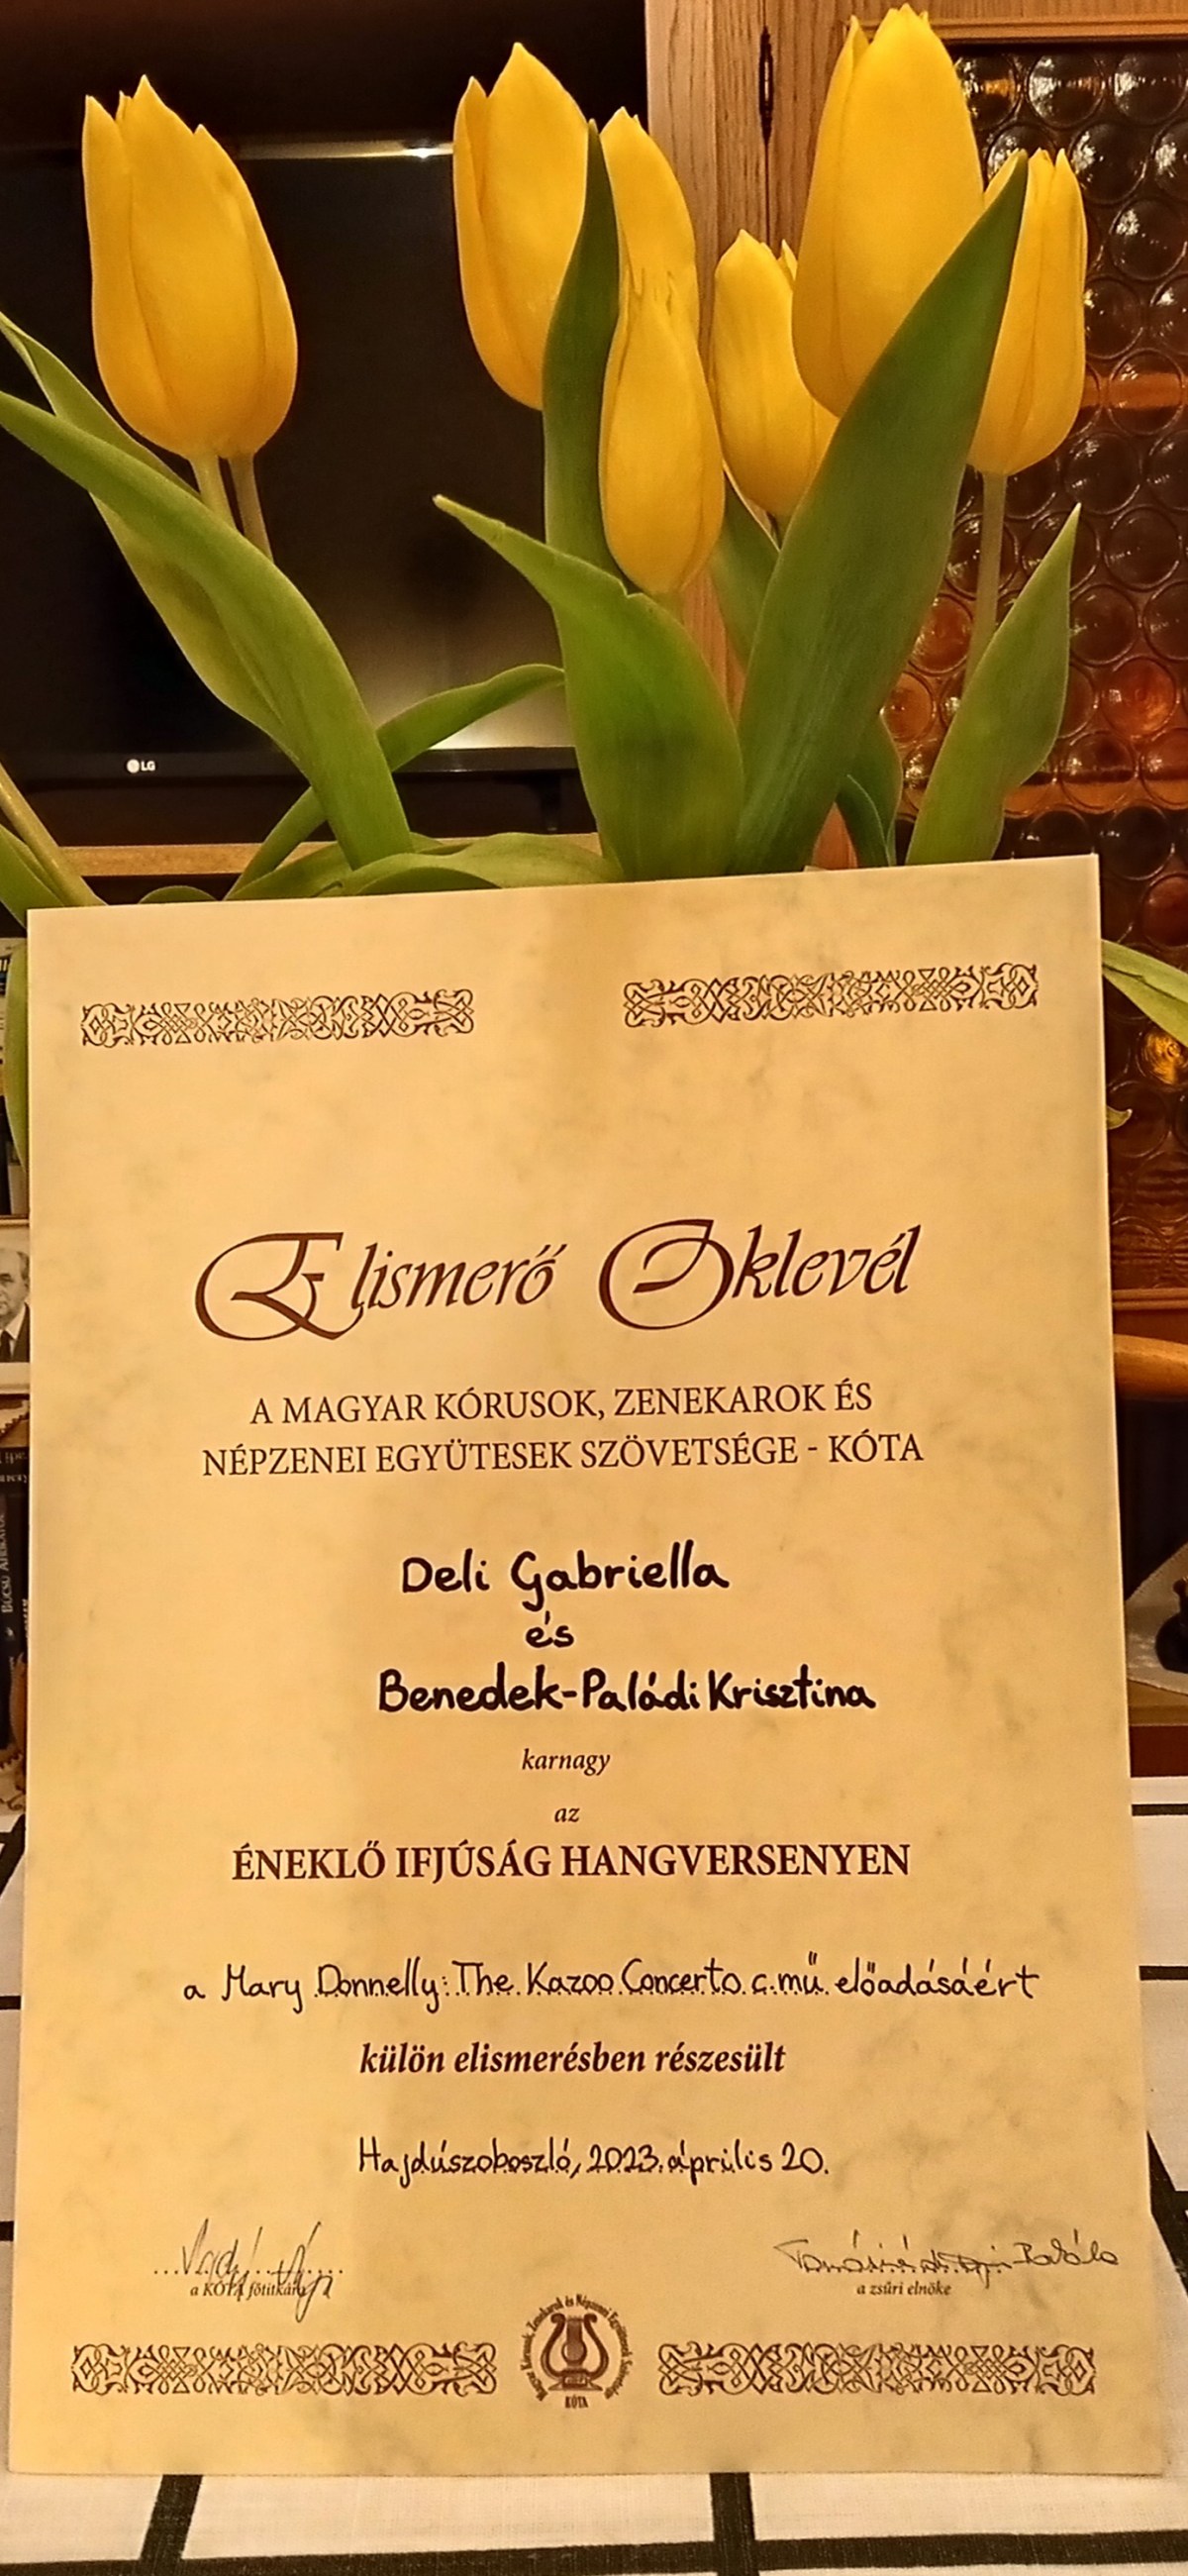 LG
Elismerő Oklevél
A MAGYAR KÓRUSOK, ZENEKAROK ÉS
NÉPZENEI EGYÜTESEK SZÖVETSÉGE - KÓTA
Deli Gabriella
és
Benedek-Paládi Krisztina
karnagy
az
ÉNEKLŐ IFJÚSÁG HANGVERSENYEN
a Mary Donnelly: The Kazoo Concerto c. mű előadásáért
külön elismerésben részesült
Hajdúszoboszló, 2023. április 20.
a KÓTA főtitkára
a zsűri elnöke
KÓTA